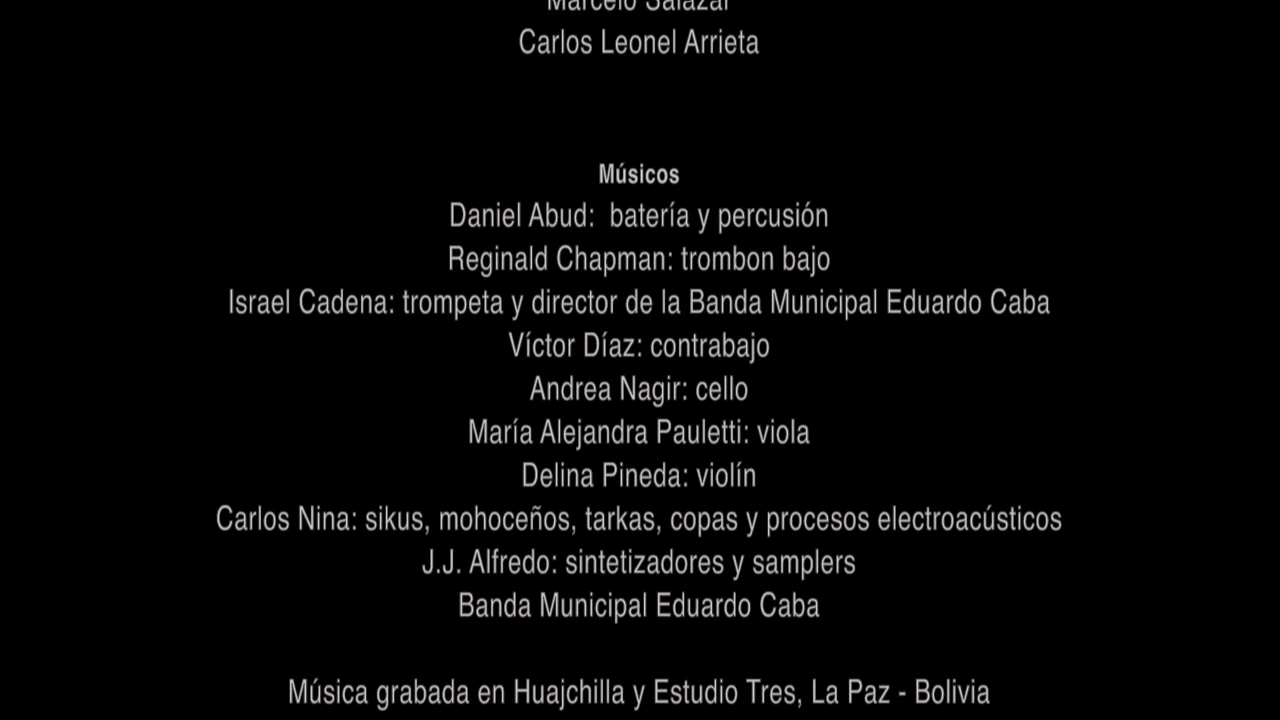 Marcelo Salazar
Carlos Leonel Arrieta
Músicos
Daniel Abud:  batería y percusión
Reginald Chapman: trombon bajo
Israel Cadena: trompeta y director de la Banda Municipal Eduardo Caba
Víctor Díaz: contrabajo
Andrea Nagir: cello
María Alejandra Pauletti: viola
Delina Pineda: violín
Carlos Nina: sikus, mohoceños, tarkas, copas y procesos electroacústicos
J.J. Alfredo: sintetizadores y samplers
Banda Municipal Eduardo Caba
Música grabada en Huajchilla y Estudio Tres, La Paz - Bolivia